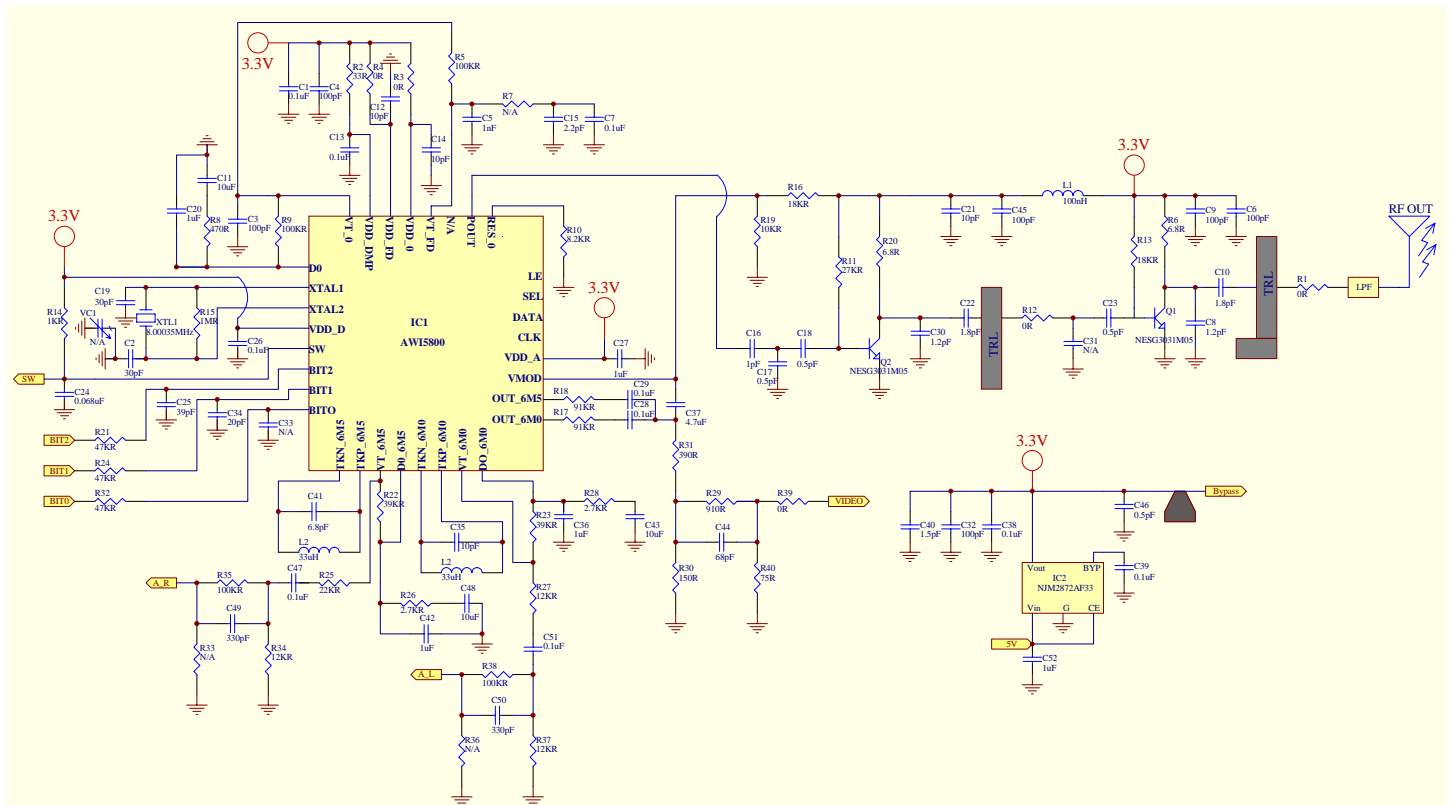 3.3V
C1
0.1uF
C4
100pF
R2
33R
R4
0R
R3
0R
C12
10pF
R5
100KR
R7
N/A
C5
1nF
C15
2.2pF
C7
0.1uF
C13
0.1uF
C14
10pF
C11
10uF
C20
1uF
R8
470R
C3
100pF
R9
100KR
VT_0
VDD_DMP
VDD_FD
VDD_0
VT_FD
N/A
POUT
RES_0
R10
8.2KR
3.3V
D0
XTAL1
XTAL2
VDD_D
SW
BIT2
BIT1
BITO
IC1
AWI5800
LE
SEL
DATA
CLK
VDD_A
VMOD
OUT_6M5
OUT_6M0
TKN_6M5
TKP_6M5
VT_6M5
D0_6M5
TKN_6M0
TKP_6M0
VT_6M0
DO_6M0
C19
30pF
R14
1KR
VC1
N/A
XTL1
8.00035MHz
R15
1MR
C2
30pF
C26
0.1uF
SW
C24
0.068uF
C25
39pF
C34
20pF
C33
N/A
BIT2
R21
47KR
BIT1
R24
47KR
BIT0
R32
47KR
3.3V
C27
1uF
R18
91KR
C29
0.1uF
R17
91KR
C28
0.1uF
C37
4.7uF
R31
390R
R29
910R
R39
0R
VIDEO
C44
68pF
R30
150R
R40
75R
R19
10KR
R16
18KR
R11
27KR
R20
6.8R
C21
10pF
C45
100pF
L1
100nH
3.3V
R13
18KR
R6
6.8R
C9
100pF
C6
100pF
RF OUT
C10
1.8pF
TRL
R1
0R
LPF
C16
1pF
C17
0.5pF
C18
0.5pF
Q2
NESG3031M05
C30
1.2pF
C22
1.8pF
TRL
R12
0R
C31
N/A
C23
0.5pF
Q1
NESG3031M05
C8
1.2pF
C41
6.8pF
L2
33uH
R22
39KR
C35
10pF
L2
33uH
R23
39KR
C36
1uF
R28
2.7KR
C43
10uF
A_R
R35
100KR
C47
0.1uF
R25
22KR
C49
330pF
R33
N/A
R34
12KR
R26
2.7KR
C48
10uF
C42
1uF
R27
12KR
C51
0.1uF
A_L
R38
100KR
C50
330pF
R36
N/A
R37
12KR
3.3V
C40
1.5pF
C32
100pF
C38
0.1uF
C46
0.5pF
Bypass
Vout
BYP
IC2
NJM2872AF33
Vin
G
CE
C39
0.1uF
5V
C52
1uF